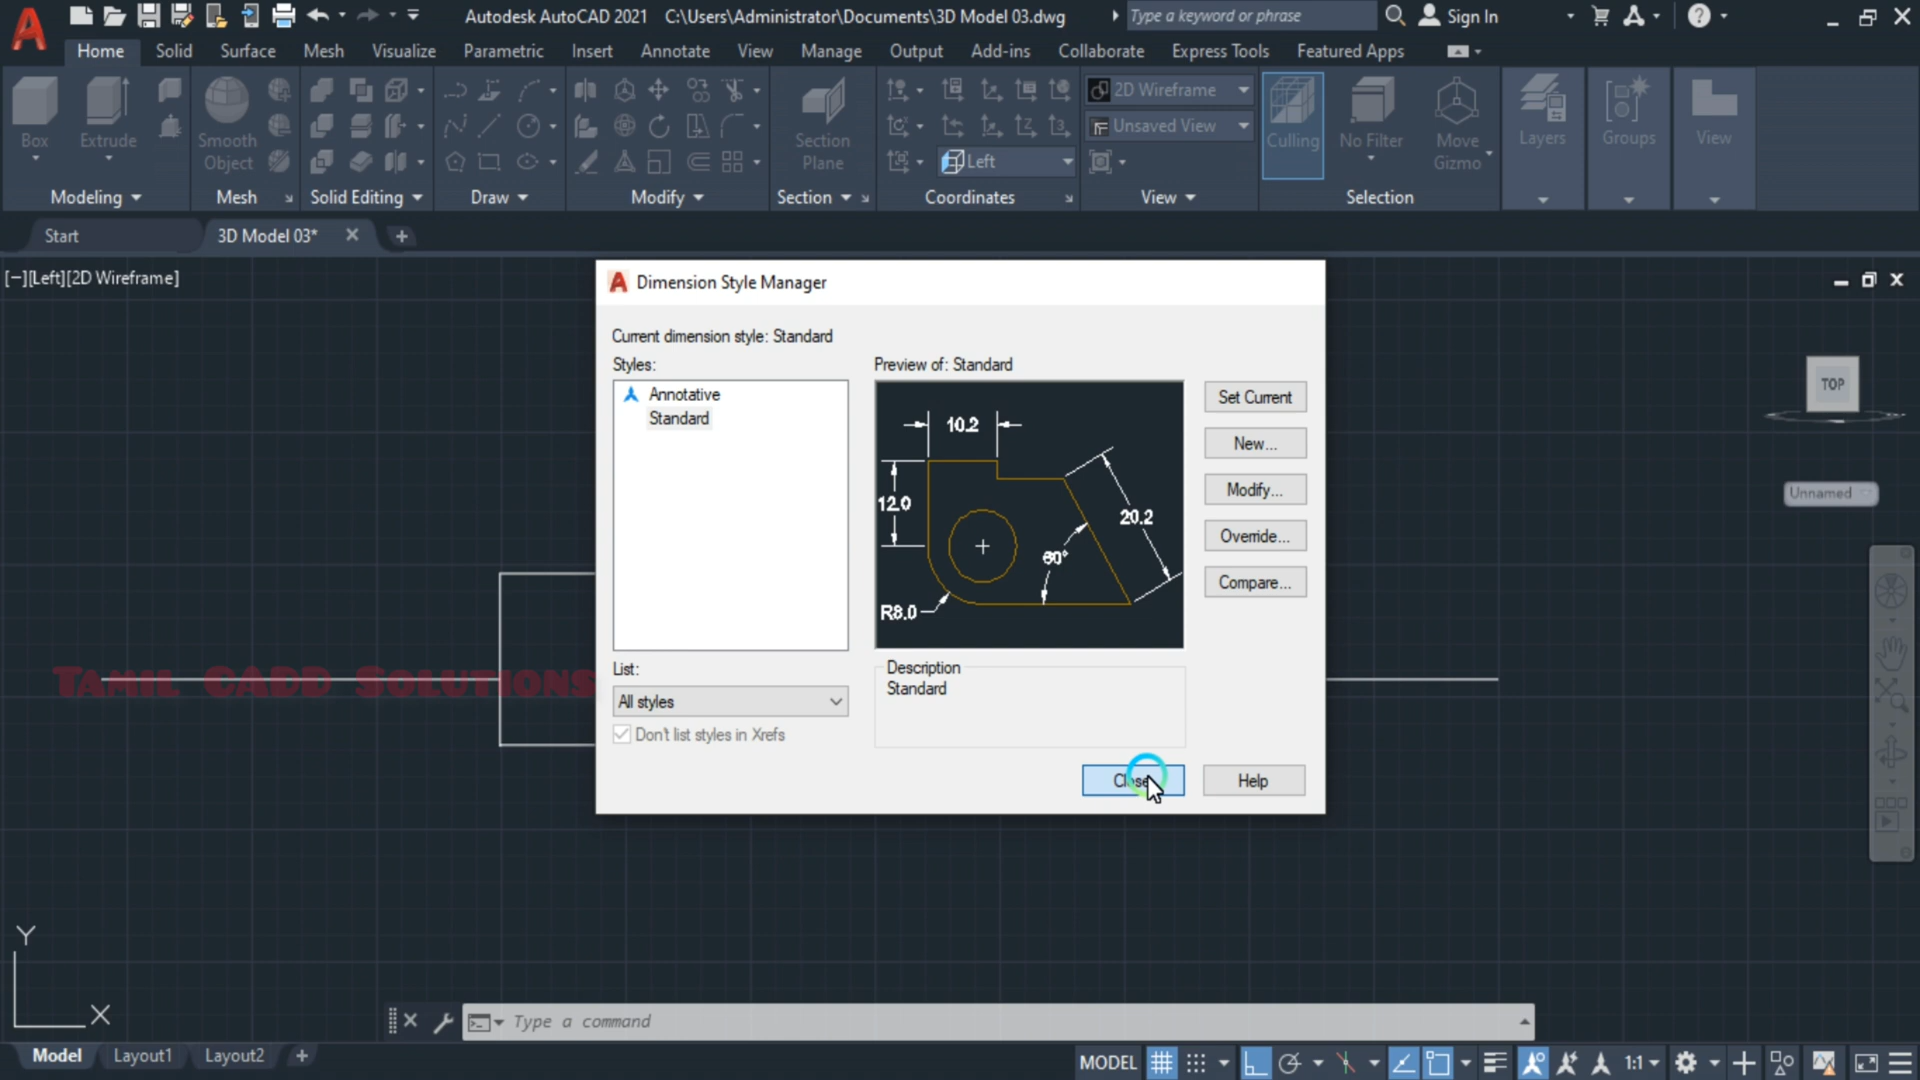 Autodesk AutoCAD 2021 C:\Users\Administrator\Documents\3D Model 03.dwg
Type a keyword or phrase
Sign In
Home Solid Surface Mesh Visualize Parametric Insert Annotate View Manage Output Add-ins Collaborate Express Tools Featured Apps
2D Wireframe
Unsaved View
Left
Box
Extrude
Smooth Object
Section Plane
Culling
No Filter
Move Gizmo
Layers
Groups
View
Modeling Mesh Solid Editing Draw Modify Section Coordinates View Selection
Start
3D Model 03*
[−][Left][2D Wireframe]
Dimension Style Manager
Current dimension style: Standard
Styles:
Annotative
Standard
Preview of: Standard
10.2
12.0
20.2
60°
R8.0
Set Current
New...
Modify...
Override...
Compare...
List:
All styles
Don't list styles in Xrefs
Description
Standard
Close
Help
TOP
Unnamed
Tamil CADD Solutions
Y
X
Type a command
Model Layout1 Layout2
MODEL
1:1